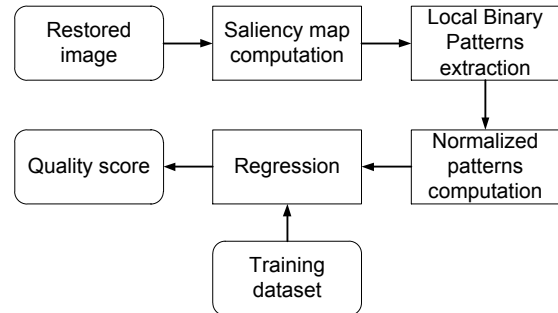 Restored
image
Saliency map
computation
Local Binary
Patterns
extraction
Quality score
Regression
Normalized
patterns
computation
Training
dataset